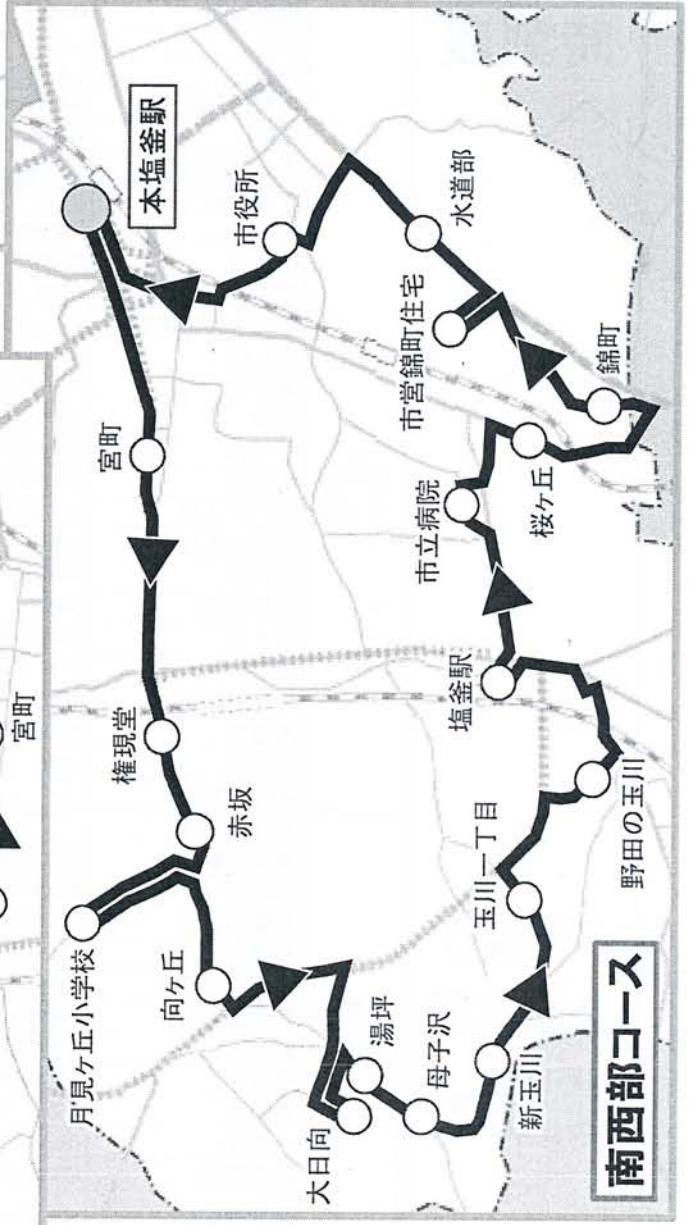 宮町
本塩釜駅
宮町
権現堂
赤坂
月見ヶ丘小学校
向ヶ丘
大日向
湯坪
母子沢
新玉川
玉川一丁目
野田の玉川
塩釜駅
市立病院
桜ヶ丘
錦町
市営錦町住宅
水道部
市役所
南西部コース